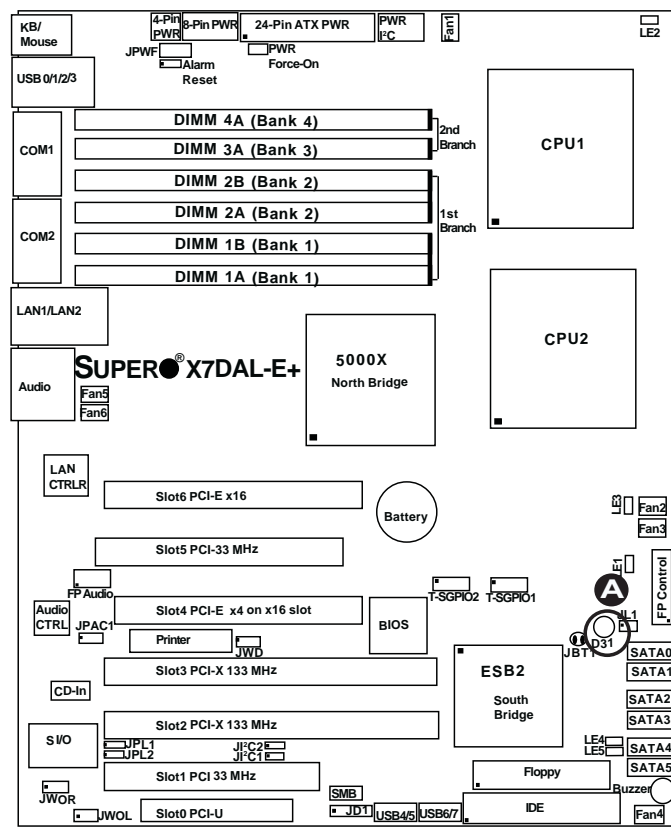 KB/
Mouse
4-Pin
PWR
8-Pin PWR
24-Pin ATX PWR
PWR
I²C
Fan1
LE2
JPWF
Alarm
Reset
PWR
Force-On
USB 0/1/2/3
COM1
COM2
LAN1/LAN2
Audio
DIMM 4A (Bank 4)
DIMM 3A (Bank 3)
DIMM 2B (Bank 2)
DIMM 2A (Bank 2)
DIMM 1B (Bank 1)
DIMM 1A (Bank 1)
2nd
Branch
1st
Branch
CPU1
CPU2
5000X
North Bridge
SUPER® X7DAL-E+
Fan5
Fan6
LAN
CTRLR
Slot6 PCI-E x16
Battery
Slot5 PCI-33 MHz
LE3
Fan2
Fan3
FP Audio
Audio
CTRL
JPAC1
Slot4 PCI-E x4 on x16 slot
BIOS
T-SGPIO2
T-SGPIO1
E1
A
FP Control
JL1
D31
JBT1
Printer
JWD
Slot3 PCI-X 133 MHz
CD-In
ESB2
South
Bridge
SATA0
SATA1
SATA2
SATA3
SATA4
SATA5
Slot2 PCI-X 133 MHz
S I/O
JPL1
JPL2
JI²C2
JI²C1
LE4
LE5
Slot1 PCI 33 MHz
Floppy
Buzzer
JWOR
JWOL
Slot0 PCI-U
SMB
JD1
USB4/5
USB6/7
IDE
Fan4